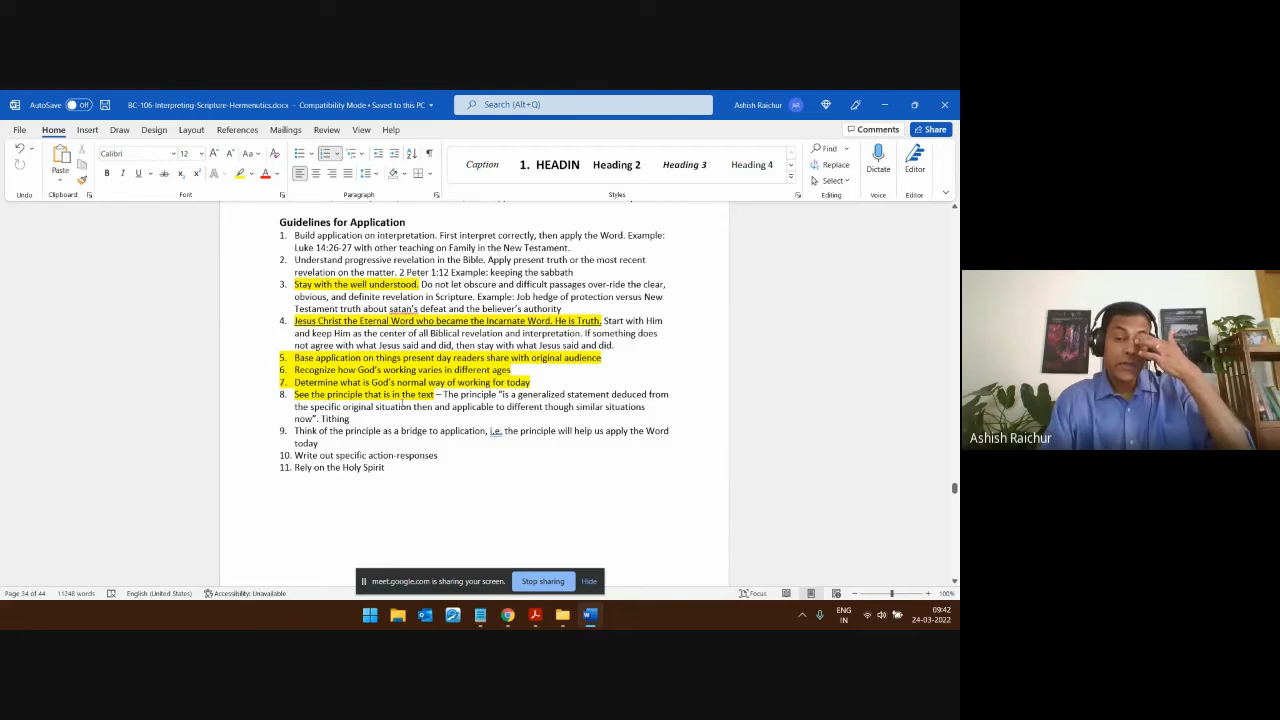 AutoSave Off BC-106-Interpreting-Scripture-Hermenutics.docx • Compatibility Mode • Saved to this PC Search (Alt+Q) Ashish Raichur AR
File Home Insert Draw Design Layout References Mailings Review View Help Comments Share
Calibri 12 Caption 1. HEADIN Heading 2 Heading 3 Heading 4 Find Replace Select
Paste Dictate Editor
Undo Clipboard Font Paragraph Styles Editing Voice Editor
Guidelines for Application
1. Build application on interpretation. First interpret correctly, then apply the Word. Example:
Luke 14:26-27 with other teaching on Family in the New Testament.
2. Understand progressive revelation in the Bible. Apply present truth or the most recent
revelation on the matter. 2 Peter 1:12 Example: keeping the sabbath
3. Stay with the well understood. Do not let obscure and difficult passages over-ride the clear,
obvious, and definite revelation in Scripture. Example: Job hedge of protection versus New
Testament truth about satan's defeat and the believer's authority
4. Jesus Christ the Eternal Word who became the Incarnate Word. He is Truth. Start with Him
and keep Him as the center of all Biblical revelation and interpretation. If something does
not agree with what Jesus said and did, then stay with what Jesus said and did.
5. Base application on things present day readers share with original audience
6. Recognize how God's working varies in different ages
7. Determine what is God's normal way of working for today
8. See the principle that is in the text – The principle “is a generalized statement deduced from
the specific original situation then and applicable to different though similar situations
now”. Tithing
9. Think of the principle as a bridge to application, i.e. the principle will help us apply the Word
today
10. Write out specific action-responses
11. Rely on the Holy Spirit
meet.google.com is sharing your screen. Stop sharing Hide
Page 34 of 44 11248 words English (United States) Accessibility: Unavailable Focus 100%
ENG
IN
09:42
24-03-2022
Ashish Raichur